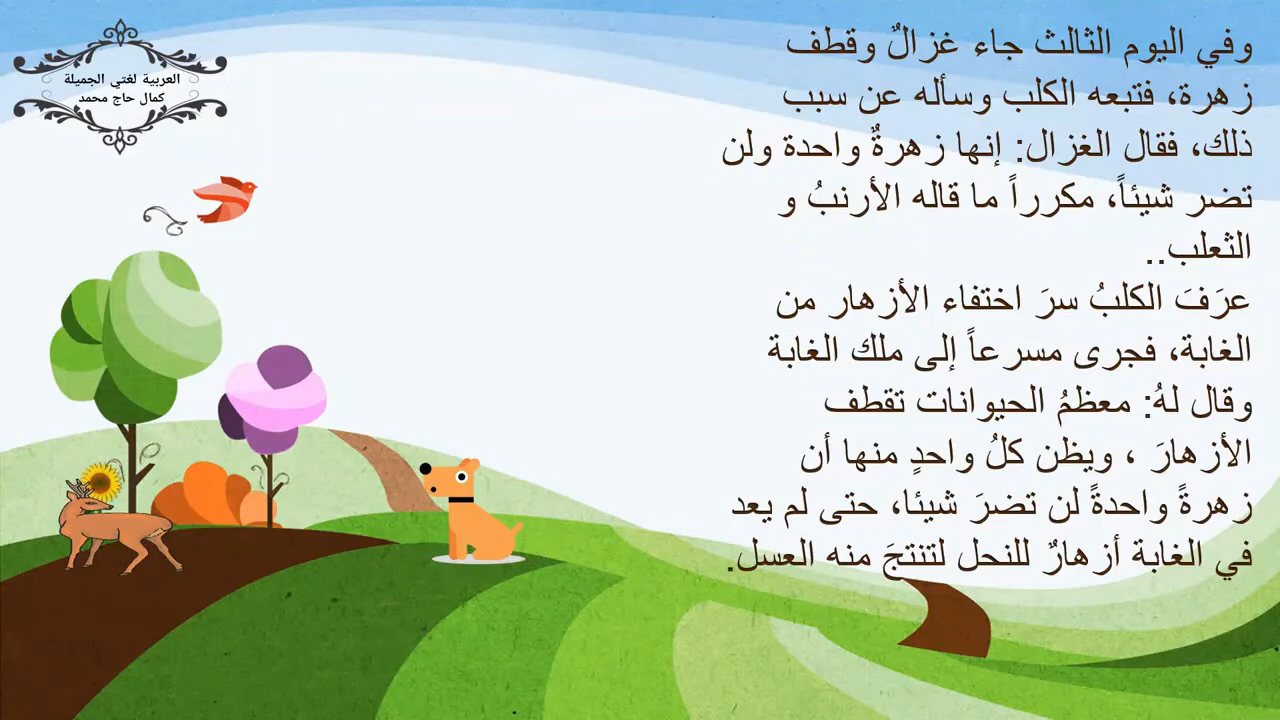 العربية لغتي الجميلة
كمال حاج محمد
وفي اليوم الثالث جاء غزالٌ وقطف
زهرة، فتبعه الكلب وسأله عن سبب
ذلك، فقال الغزال: إنها زهرةٌ واحدة ولن
تضر شيئاً، مكرراً ما قاله الأرنبُ و
الثعلب..
عرَفَ الكلبُ سرَ اختفاء الأزهار من
الغابة، فجرى مسرعاً إلى ملك الغابة
وقال لهُ: معظمُ الحيوانات تقطف
الأزهارَ ، ويظن كلُ واحدٍ منها أن
زهرةً واحدةً لن تضرَ شيئا، حتى لم يعد
في الغابة أزهارٌ للنحل لتنتجَ منه العسل.